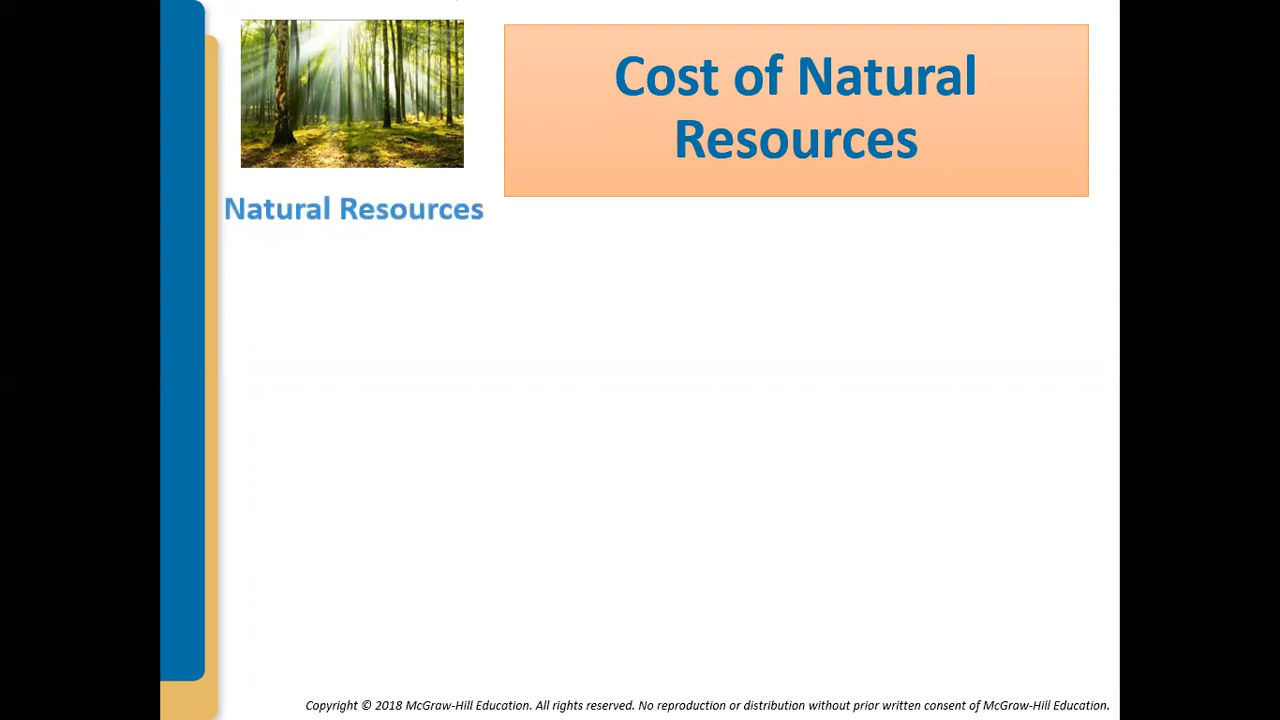 Cost of Natural
Resources
Natural Resources
Copyright © 2018 McGraw-Hill Education. All rights reserved. No reproduction or distribution without prior written consent of McGraw-Hill Education.